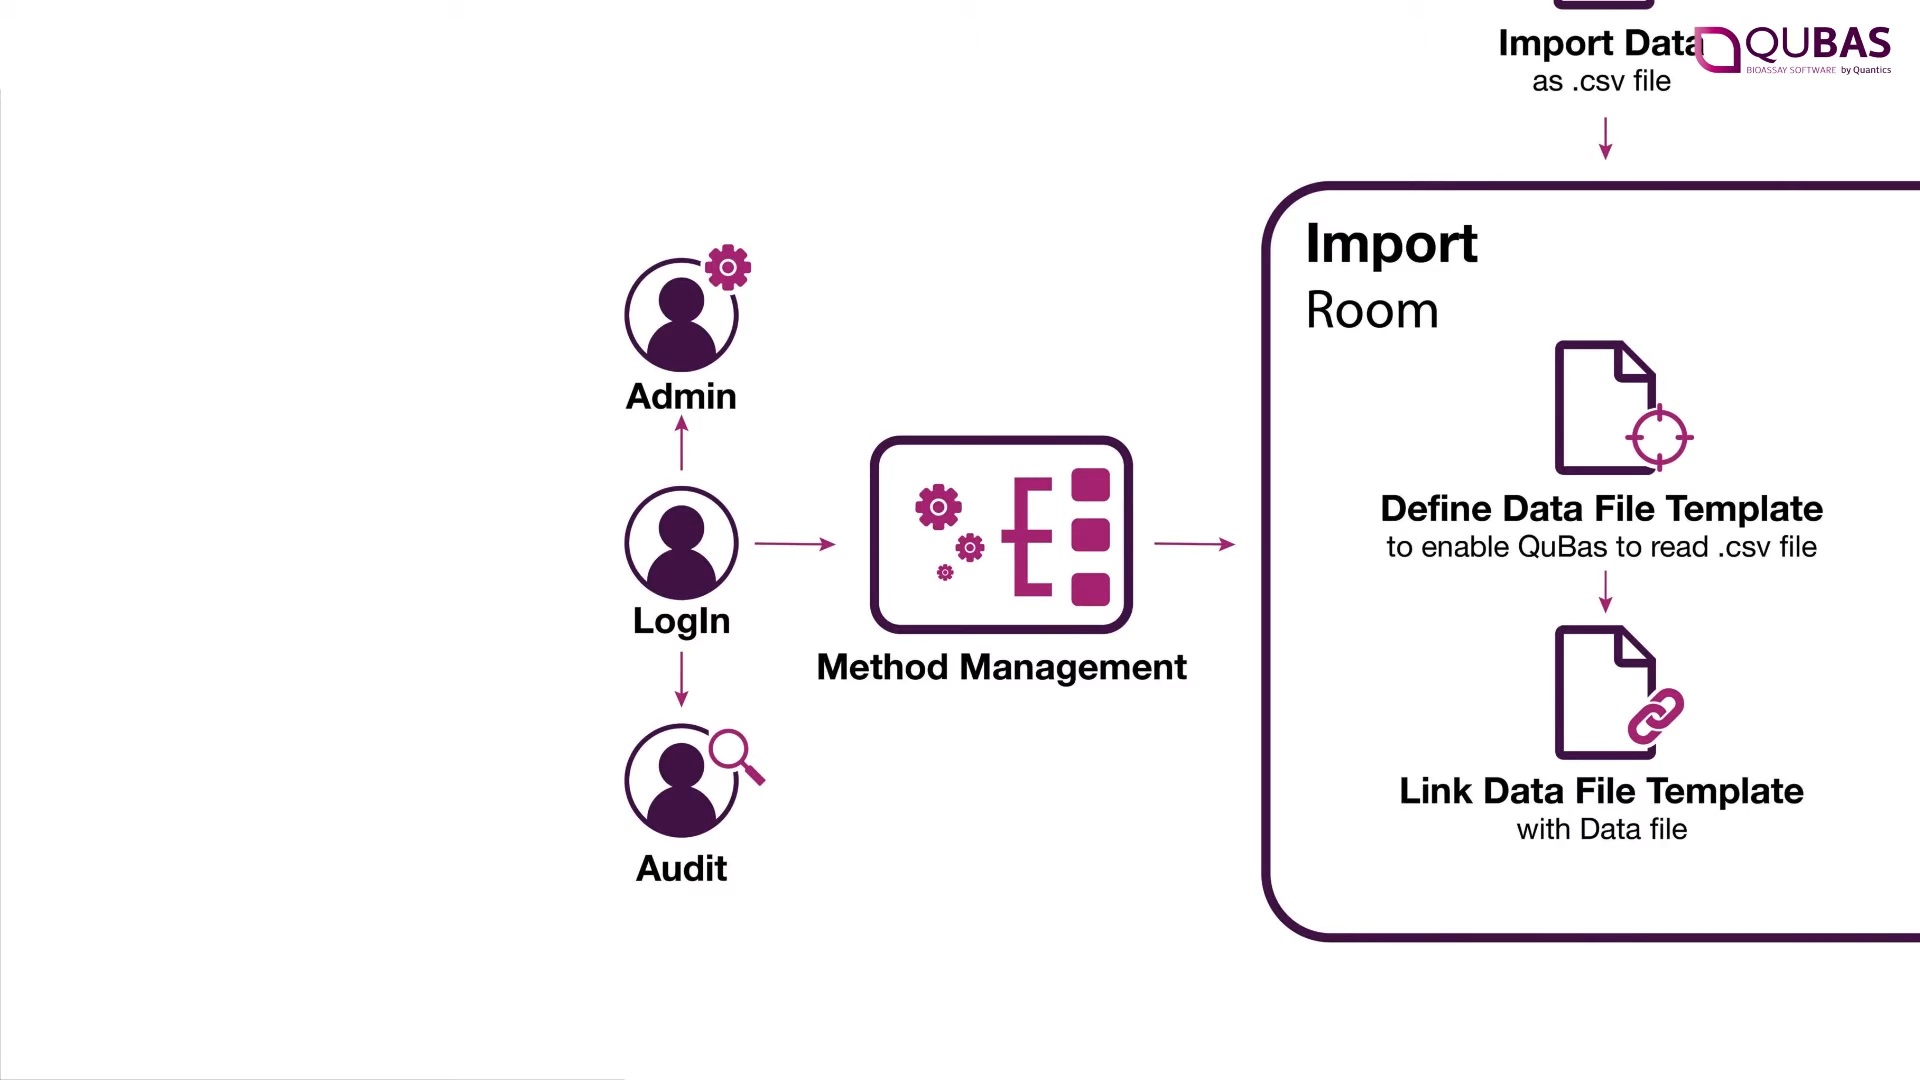 Import Data
as .csv file
QUBAS
BIOASSAY SOFTWARE by Quantics
Import
Room
Admin
Define Data File Template
to enable QuBas to read .csv file
LogIn
Method Management
Link Data File Template
with Data file
Audit